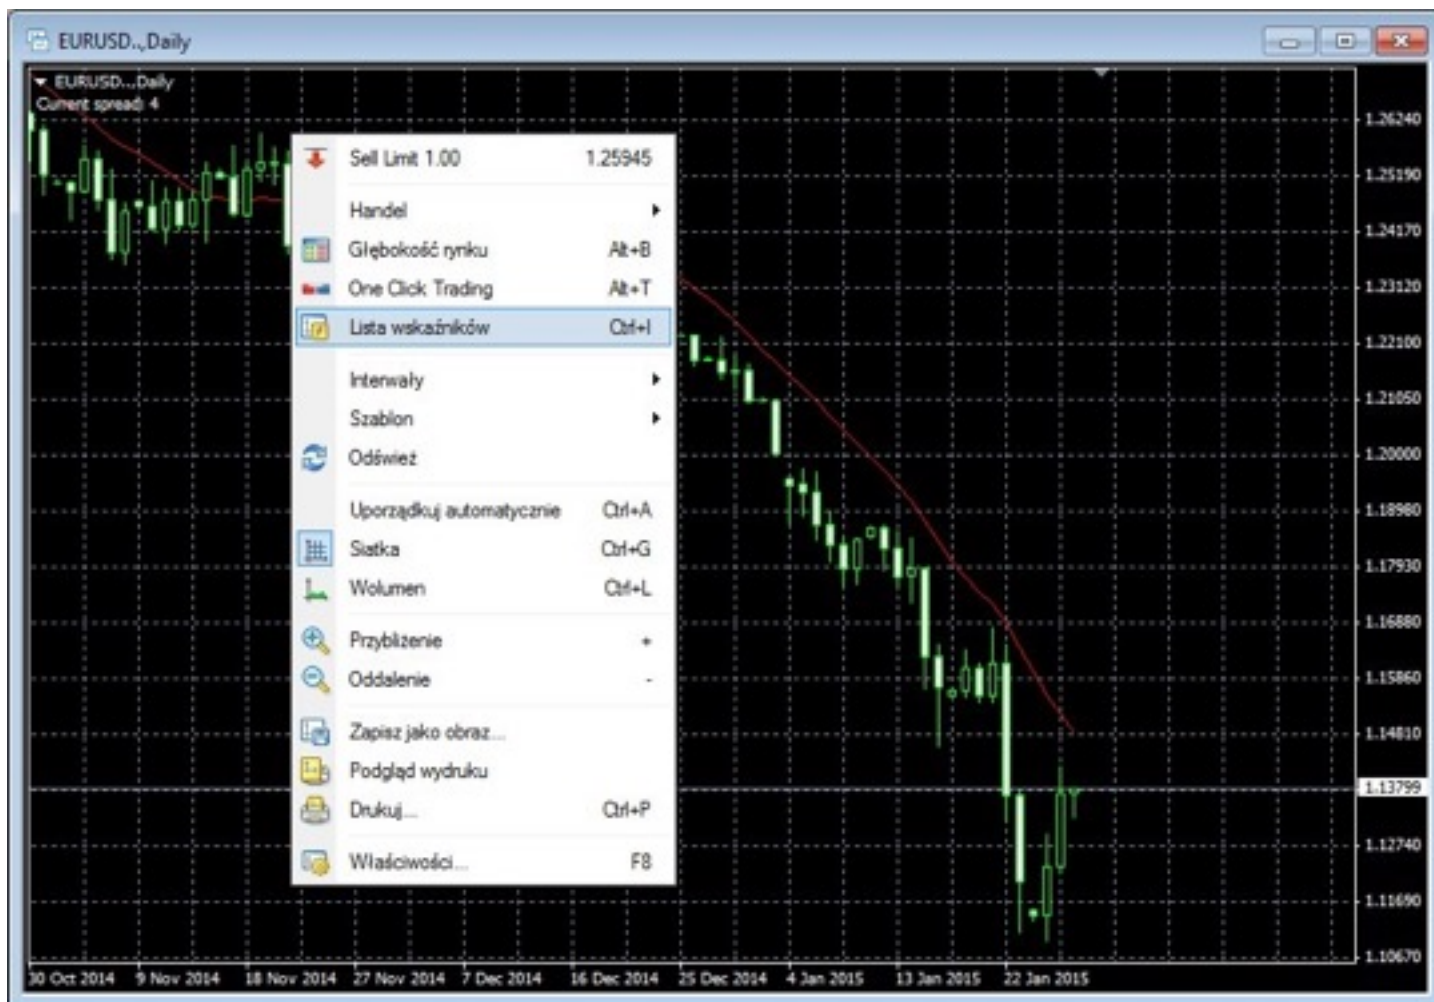 EURUSD..,Daily
EURUSD..,Daily
Current spread: 4
Sell Limit 1.00 1.25945
Handel
Głębokość rynku Alt+B
One Click Trading Alt+T
Lista wskaźników Ctrl+I
Interwały
Szablon
Odśwież
Uporządkuj automatycznie Ctrl+A
Siatka Ctrl+G
Wolumen Ctrl+L
Przybliżenie +
Oddalenie -
Zapisz jako obraz...
Podgląd wydruku
Drukuj... Ctrl+P
Właściwości... F8
1.26240
1.25190
1.24170
1.23120
1.22100
1.21050
1.20000
1.18980
1.17930
1.16880
1.15860
1.14810
1.13799
1.12740
1.11690
1.10670
30 Oct 2014 9 Nov 2014 18 Nov 2014 27 Nov 2014 7 Dec 2014 16 Dec 2014 25 Dec 2014 4 Jan 2015 13 Jan 2015 22 Jan 2015